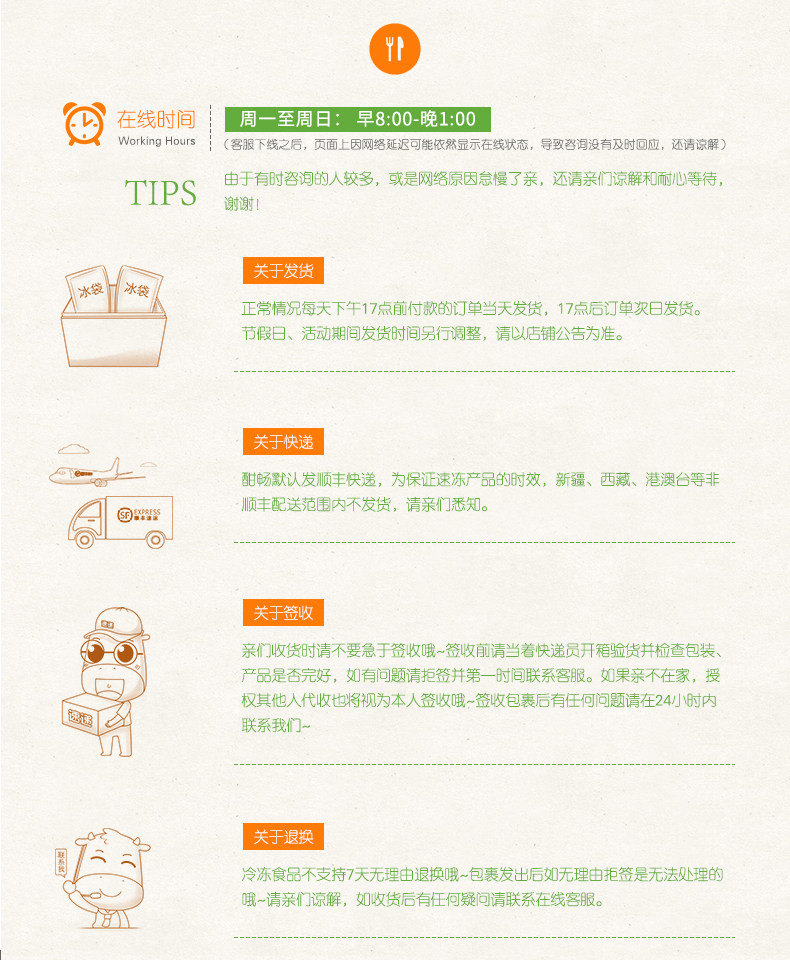 在线时间
Working Hours
周一至周日： 早8:00-晚1:00
（客服下线之后，页面上因网络延迟可能依然显示在线状态，导致咨询没有及时回应，还请谅解）
TIPS
由于有时咨询的人较多，或是网络原因怠慢了亲，还请亲们谅解和耐心等待，
谢谢！
冰袋
冰袋
关于发货
正常情况每天下午17点前付款的订单当天发货，17点后订单次日发货。
节假日、活动期间发货时间另行调整，请以店铺公告为准。
关于快递
酣畅默认发顺丰快递，为保证速冻产品的时效，新疆、西藏、港澳台等非
顺丰配送范围内不发货，请亲们悉知。
SF EXPRESS
顺丰速运
关于签收
亲们收货时请不要急于签收哦~签收前请当着快递员开箱验货并检查包装、
产品是否完好，如有问题请拒签并第一时间联系客服。如果亲不在家，授
权其他人代收也将视为本人签收哦~签收包裹后有任何问题请在24小时内
联系我们~
关于退换
联系我
冷冻食品不支持7天无理由退换哦~包裹发出后如无理由拒签是无法处理的
哦~请亲们谅解，如收货后有任何疑问请联系在线客服。